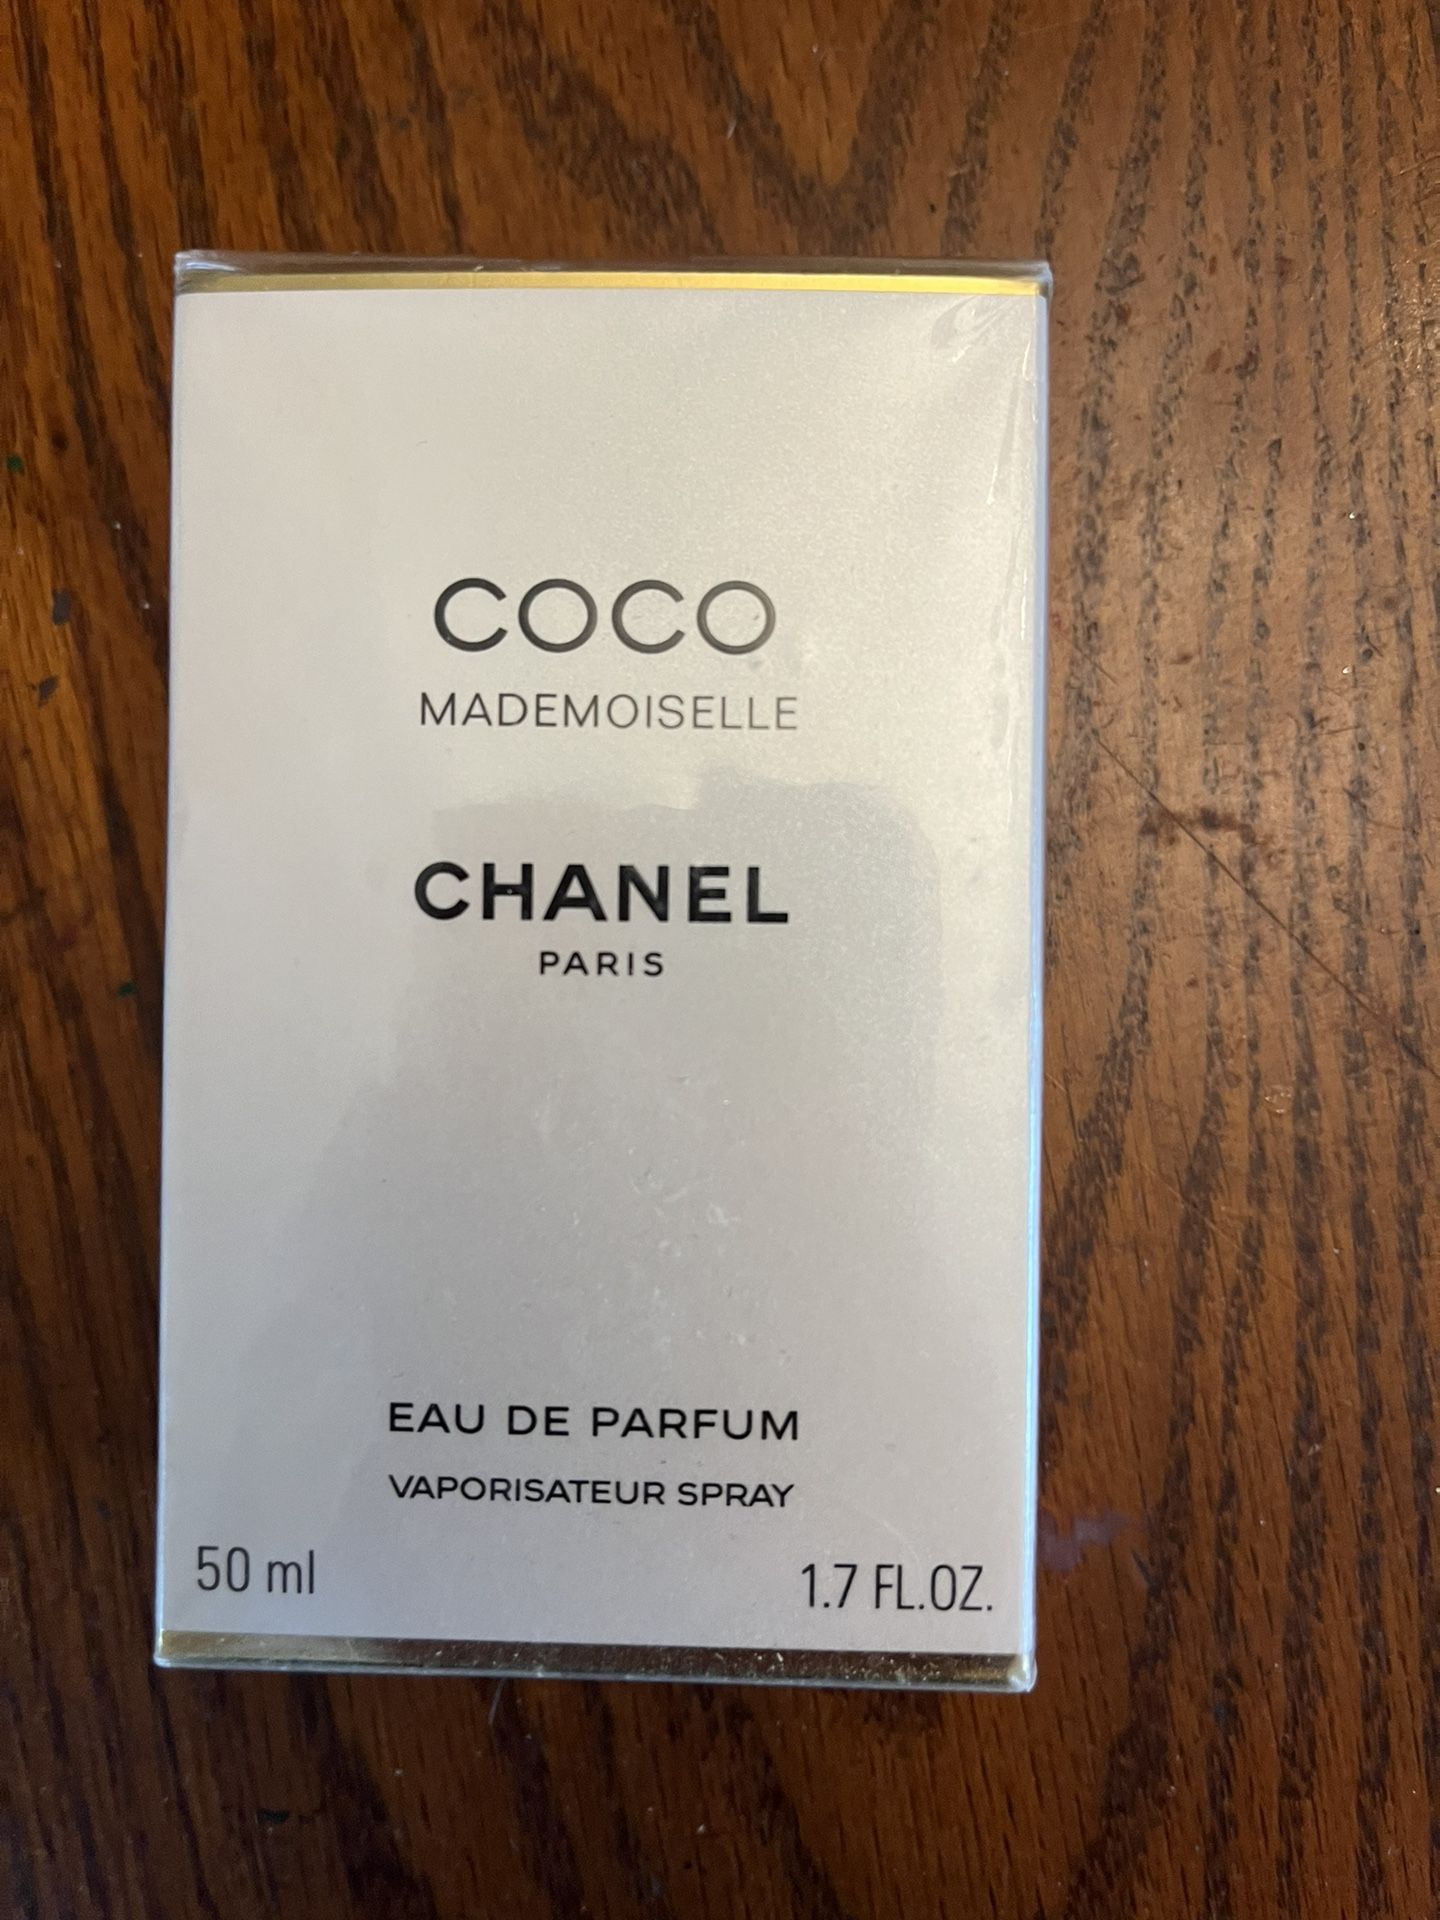 COCO
MADEMOISELLE
CHANEL
PARIS
EAU DE PARFUM
VAPORISATEUR SPRAY
50 ml 1.7 FL.OZ.